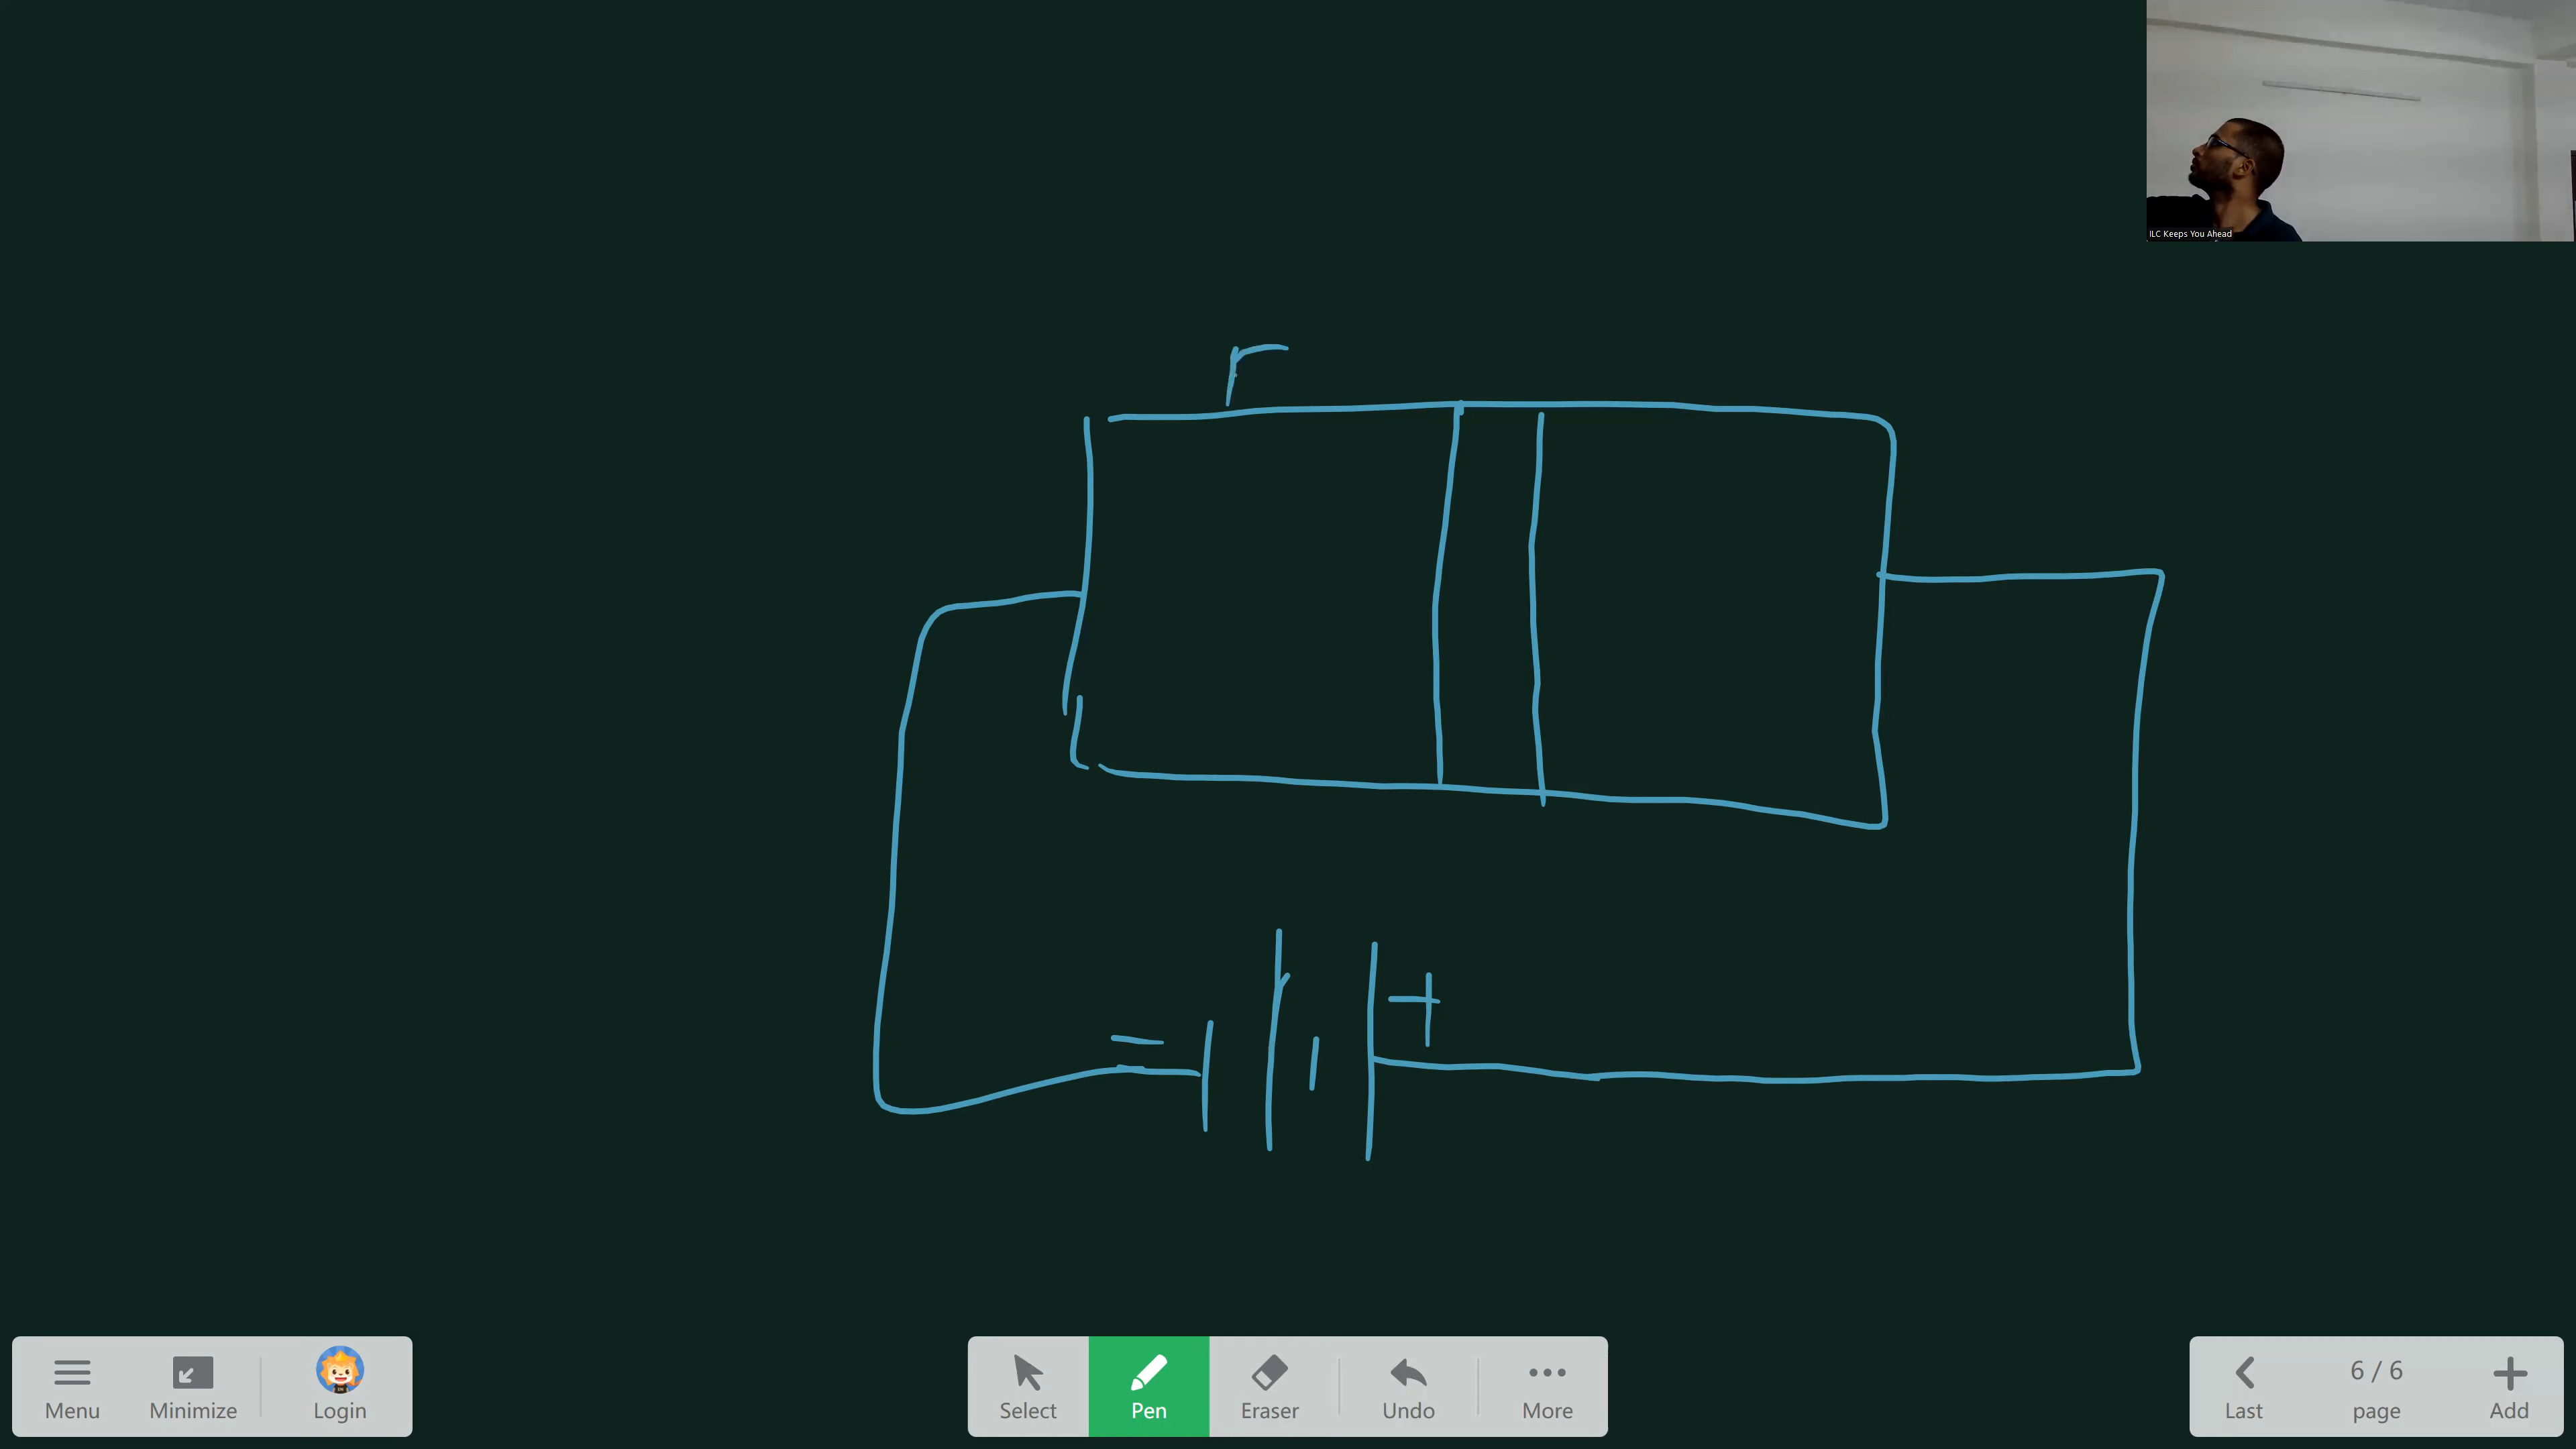 ILC Keeps You Ahead
r
- +
Menu Minimize Login Select Pen Eraser Undo More Last 6 / 6 page Add